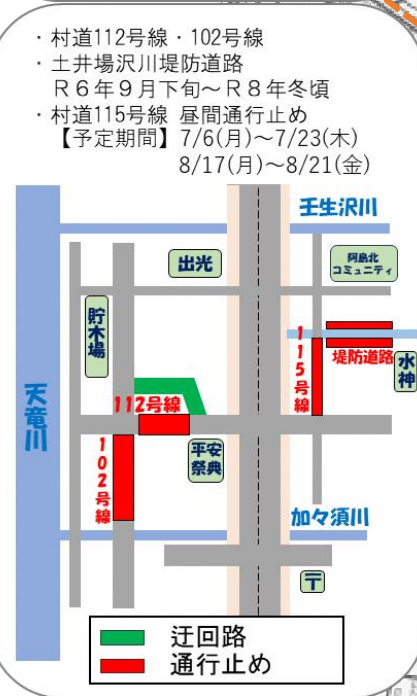 ・村道112号線・102号線
・土井場沢川堤防道路
R６年９月下旬～Ｒ８年冬頃
・村道115号線 昼間通行止め
【予定期間】7/6(月)～7/23(木)
8/17(月)～8/21(金)
壬生沢川
出光
阿島北
コミュニティ
貯木場
115号線
堤防道路
水神
天竜川
112号線
102号線
平安
祭典
加々須川
〒
迂回路
通行止め